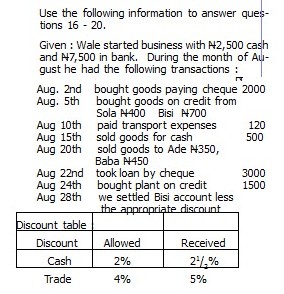 Use the following information to answer ques-
tions 16 - 20.
Given : Wale started business with ₦2,500 cash
and ₦7,500 in bank. During the month of Au-
gust he had the following transactions :
₦
Aug. 2nd bought goods paying cheque 2000
Aug. 5th bought goods on credit from
Sola ₦400 Bisi ₦700
Aug 10th paid transport expenses 120
Aug 15th sold goods for cash 500
Aug 20th sold goods to Ade ₦350,
Baba ₦450
Aug 22nd took loan by cheque 3000
Aug 24th bought plant on credit 1500
Aug 28th we settled Bisi account less
the appropriate discount
Discount table
Discount Allowed Received
Cash 2% 2½%
Trade 4% 5%